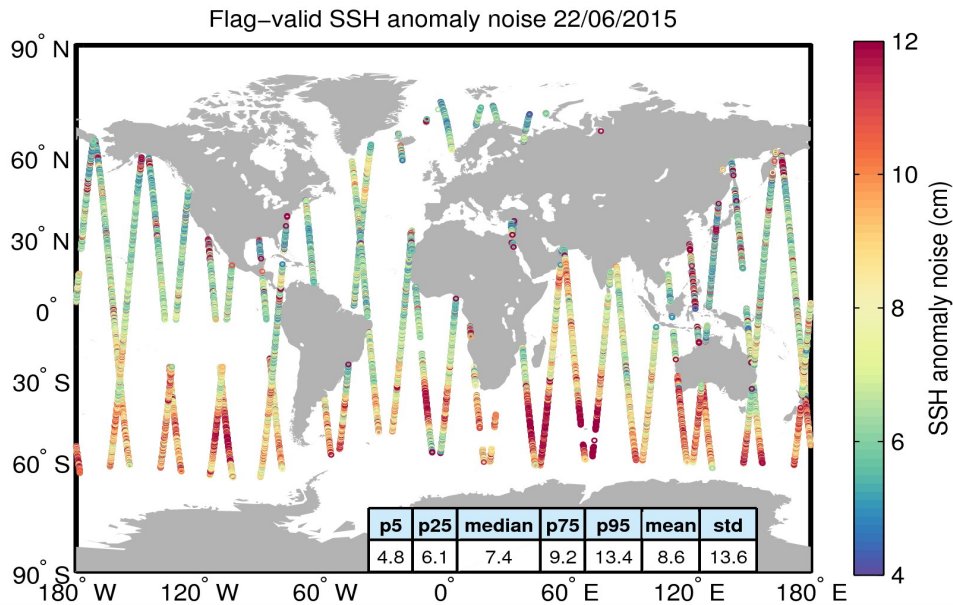 Flag−valid SSH anomaly noise 22/06/2015
90° N
60° N
30° N
0°
30° S
60° S
90° S
180° W
120° W
60° W
0°
60° E
120° E
180° E
p5 p25 median p75 p95 mean std
4.8 6.1 7.4 9.2 13.4 8.6 13.6
12
10
8
6
4
SSH anomaly noise (cm)